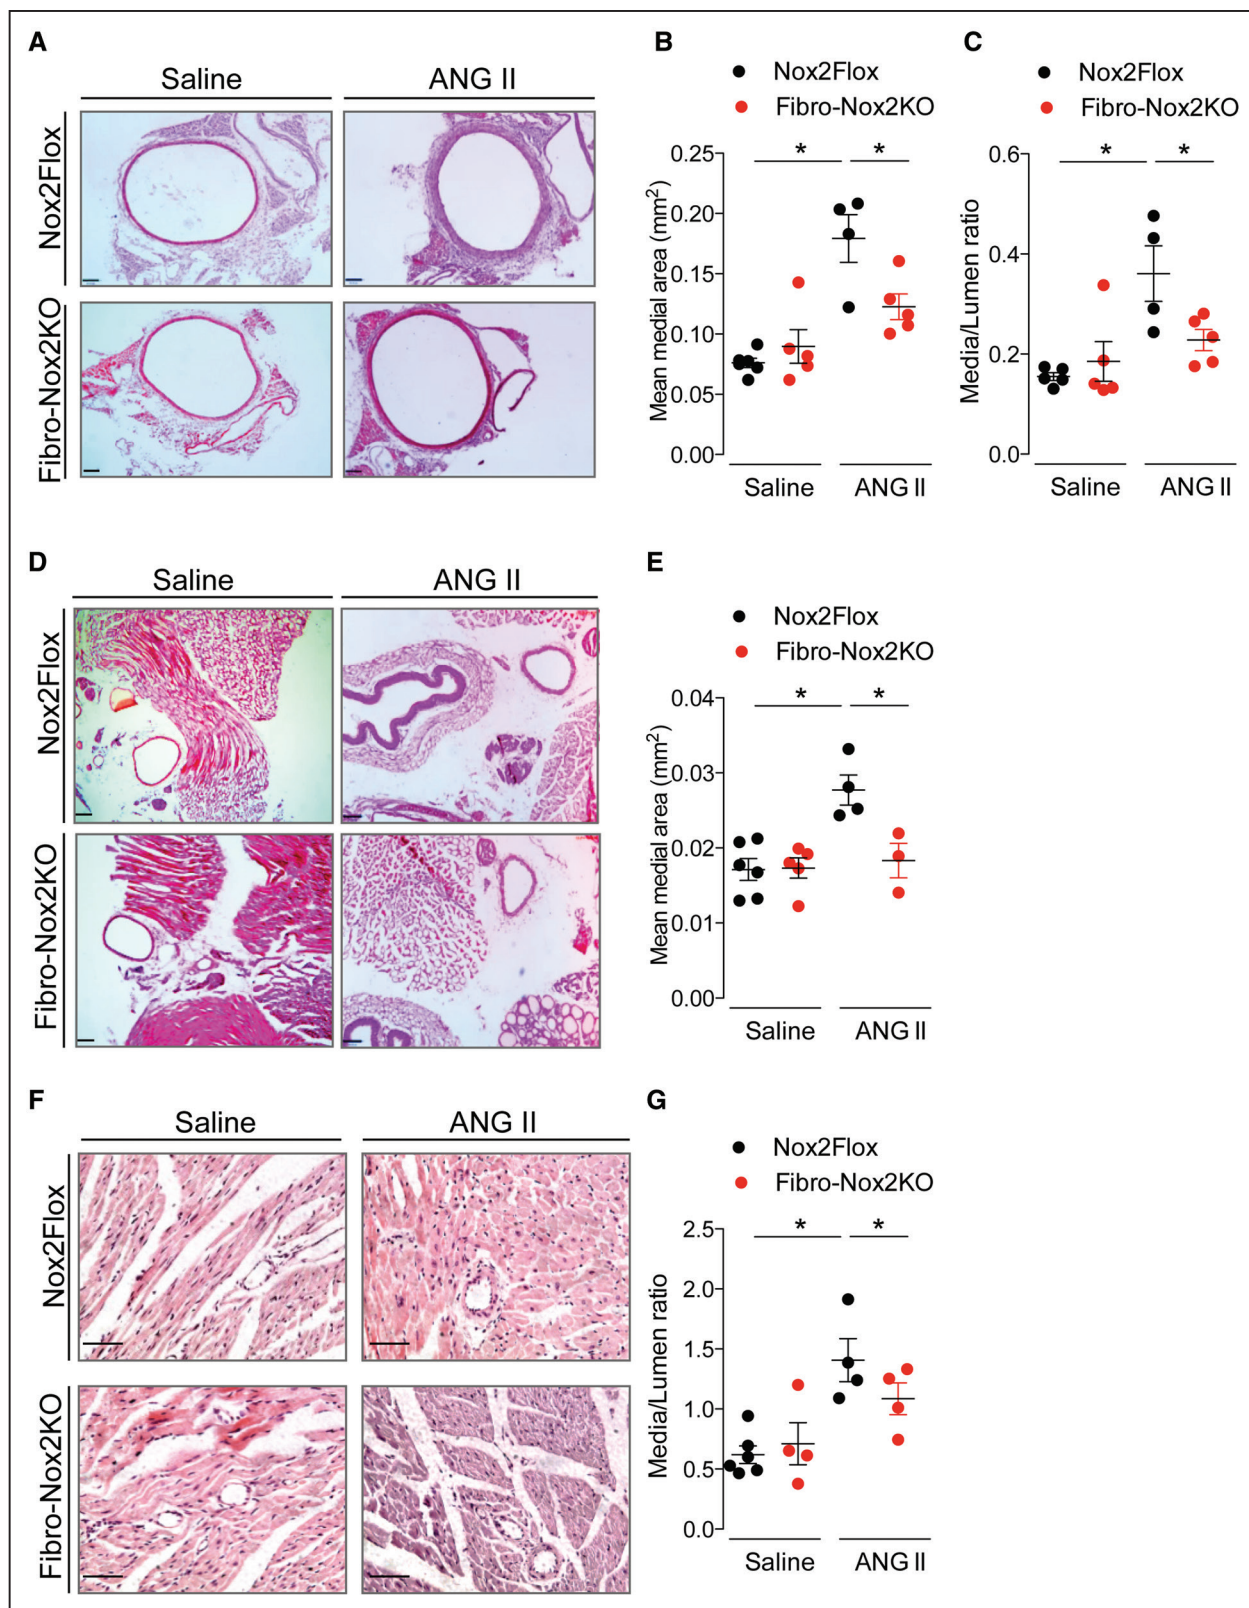 A
Saline
ANG II
Nox2Flox
Fibro-Nox2KO
B
Nox2Flox
Fibro-Nox2KO
Mean medial area (mm²)
0.25
0.20
0.15
0.10
0.05
0.00
*
*
Saline
ANG II
C
Nox2Flox
Fibro-Nox2KO
Media/Lumen ratio
0.6
0.4
0.2
0.0
*
*
Saline
ANG II
D
Saline
ANG II
Nox2Flox
Fibro-Nox2KO
E
Nox2Flox
Fibro-Nox2KO
Mean medial area (mm²)
0.04
0.03
0.02
0.01
0.00
*
*
Saline
ANG II
F
Saline
ANG II
Nox2Flox
Fibro-Nox2KO
G
Nox2Flox
Fibro-Nox2KO
Media/Lumen ratio
2.5
2.0
1.5
1.0
0.5
0.0
*
*
Saline
ANG II